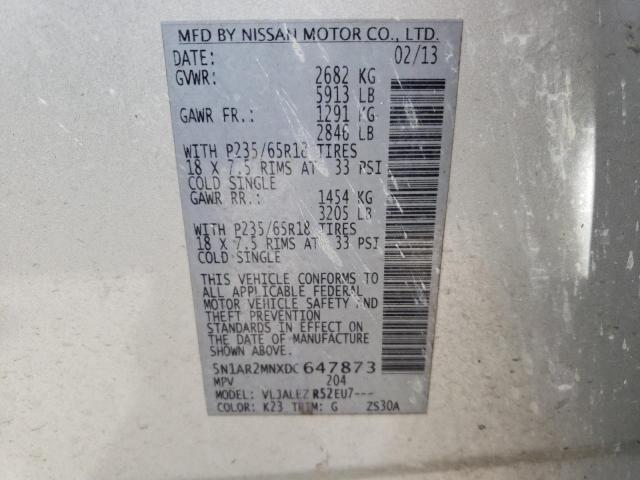 MFD BY NISSAN MOTOR CO., LTD.
DATE: 02/13
GVWR: 2682 KG
5913 LB
GAWR FR.: 1291 KG
2846 LB
WITH P235/65R18 TIRES
18 X 7.5 RIMS AT 33 PSI
COLD SINGLE
GAWR RR.: 1454 KG
3205 LB
WITH P235/65R18 TIRES
18 X 7.5 RIMS AT 33 PSI
COLD SINGLE
THIS VEHICLE CONFORMS TO
ALL APPLICABLE FEDERAL
MOTOR VEHICLE SAFETY AND
THEFT PREVENTION
STANDARDS IN EFFECT ON
THE DATE OF MANUFACTURE
SHOWN ABOVE.
5N1AR2MNXDC647873
MPV 204
MODEL: VLJALEZ R52EU7---
COLOR: K23 TRIM: G ZS30A